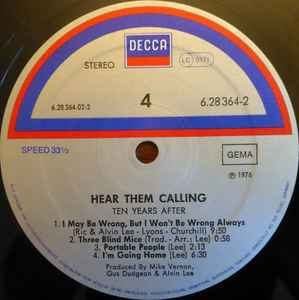 DECCA
STEREO
LC 0171
6.28 364-02-2
4
6.28 364-2
SPEED 33⅓
GEMA
℗ 1976
HEAR THEM CALLING
TEN YEARS AFTER
1. I May Be Wrong, But I Won't Be Wrong Always
(Ric & Alvin Lee - Lyons - Churchill) 9:50
2. Three Blind Mice (Trad. - Arr.: Lee) 0:58
3. Portable People (Lee) 2:13
4. I'm Going Home (Lee) 6:30
Produced By Mike Vernon,
Gus Dudgeon & Alvin Lee